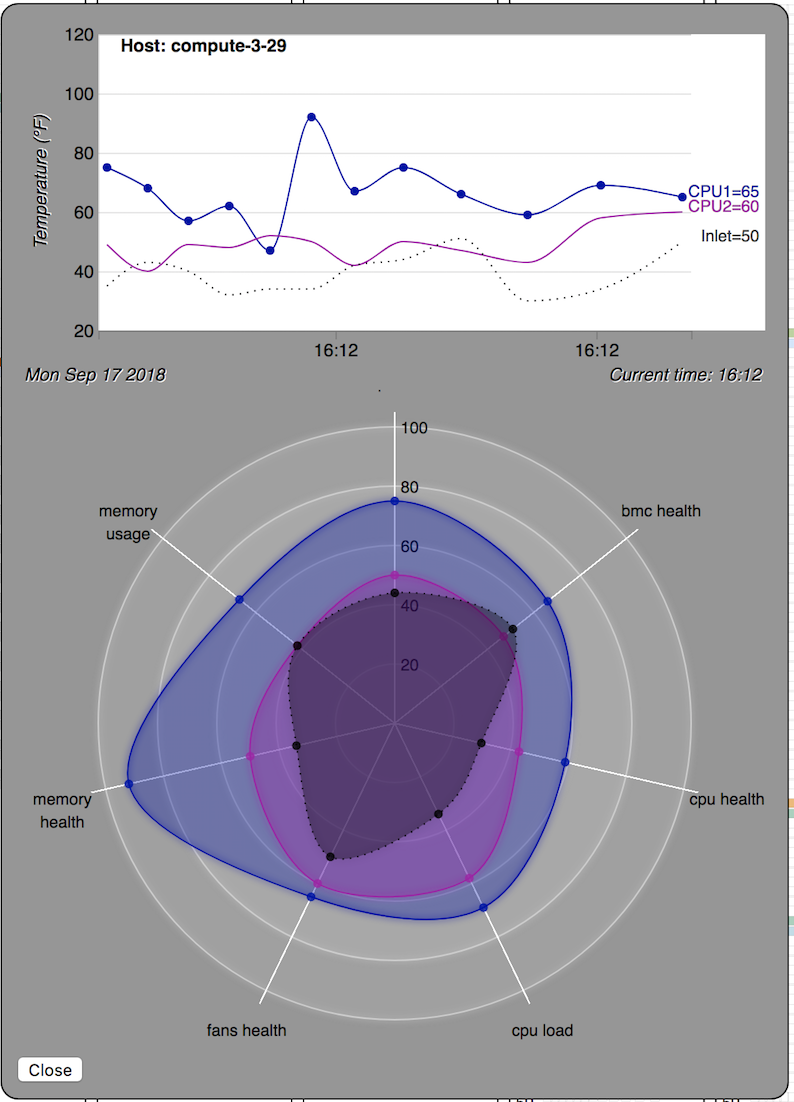 Host: compute-3-29
120
100
80
60
40
20
Temperature (°F)
CPU1=65
CPU2=60
Inlet=50
16:12
16:12
Mon Sep 17 2018
Current time: 16:12
100
80
60
40
20
memory
usage
bmc health
memory
health
cpu health
fans health
cpu load
Close